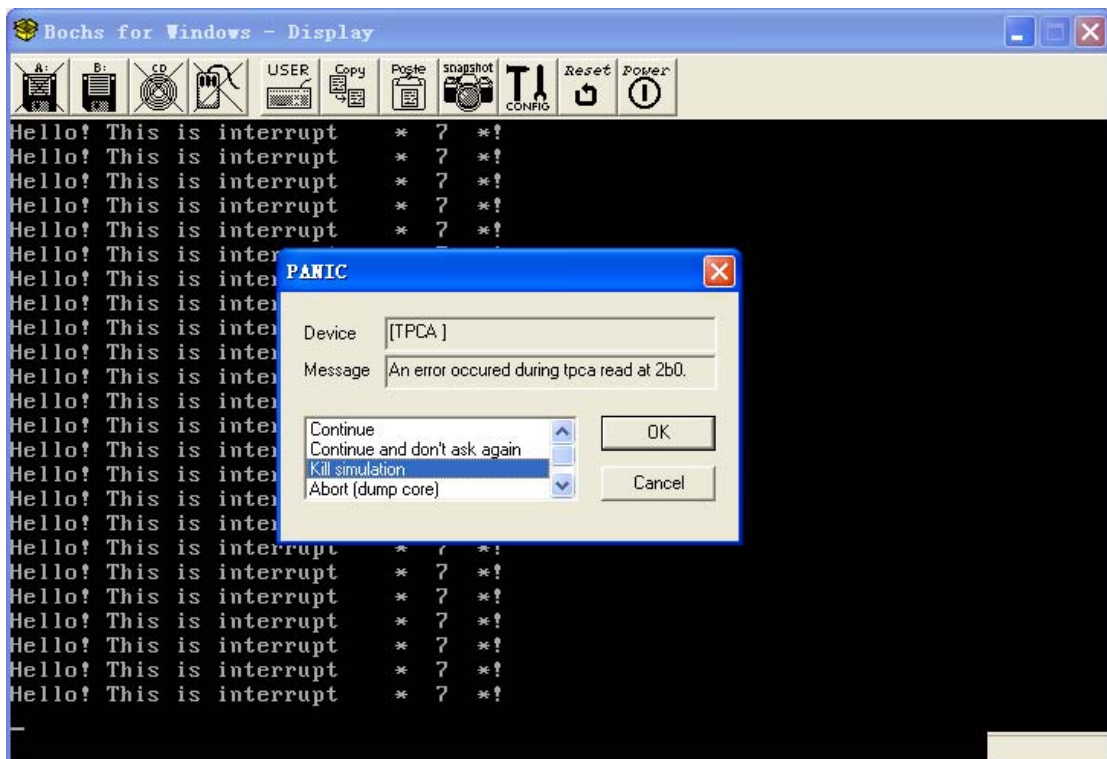 Bochs for Windows - Display
A: B: CD USER Copy Paste snapshot CONFIG Reset Power
Hello! This is interrupt * 7 *!
Hello! This is interrupt * 7 *!
Hello! This is interrupt * 7 *!
Hello! This is interrupt * 7 *!
Hello! This is interrupt * 7 *!
Hello! This is inter
Hello! This is inter
Hello! This is inter
Hello! This is inter
Hello! This is inter
Hello! This is inter
Hello! This is inter
Hello! This is inter
Hello! This is inter
Hello! This is inter
Hello! This is inter
Hello! This is inter
Hello! This is interrupt * 7 *!
Hello! This is interrupt * 7 *!
Hello! This is interrupt * 7 *!
Hello! This is interrupt * 7 *!
Hello! This is interrupt * 7 *!
Hello! This is interrupt * 7 *!
Hello! This is interrupt * 7 *!
PANIC
Device [TPCA ]
Message An error occured during tpca read at 2b0.
Continue
Continue and don't ask again
Kill simulation
Abort (dump core)
OK
Cancel